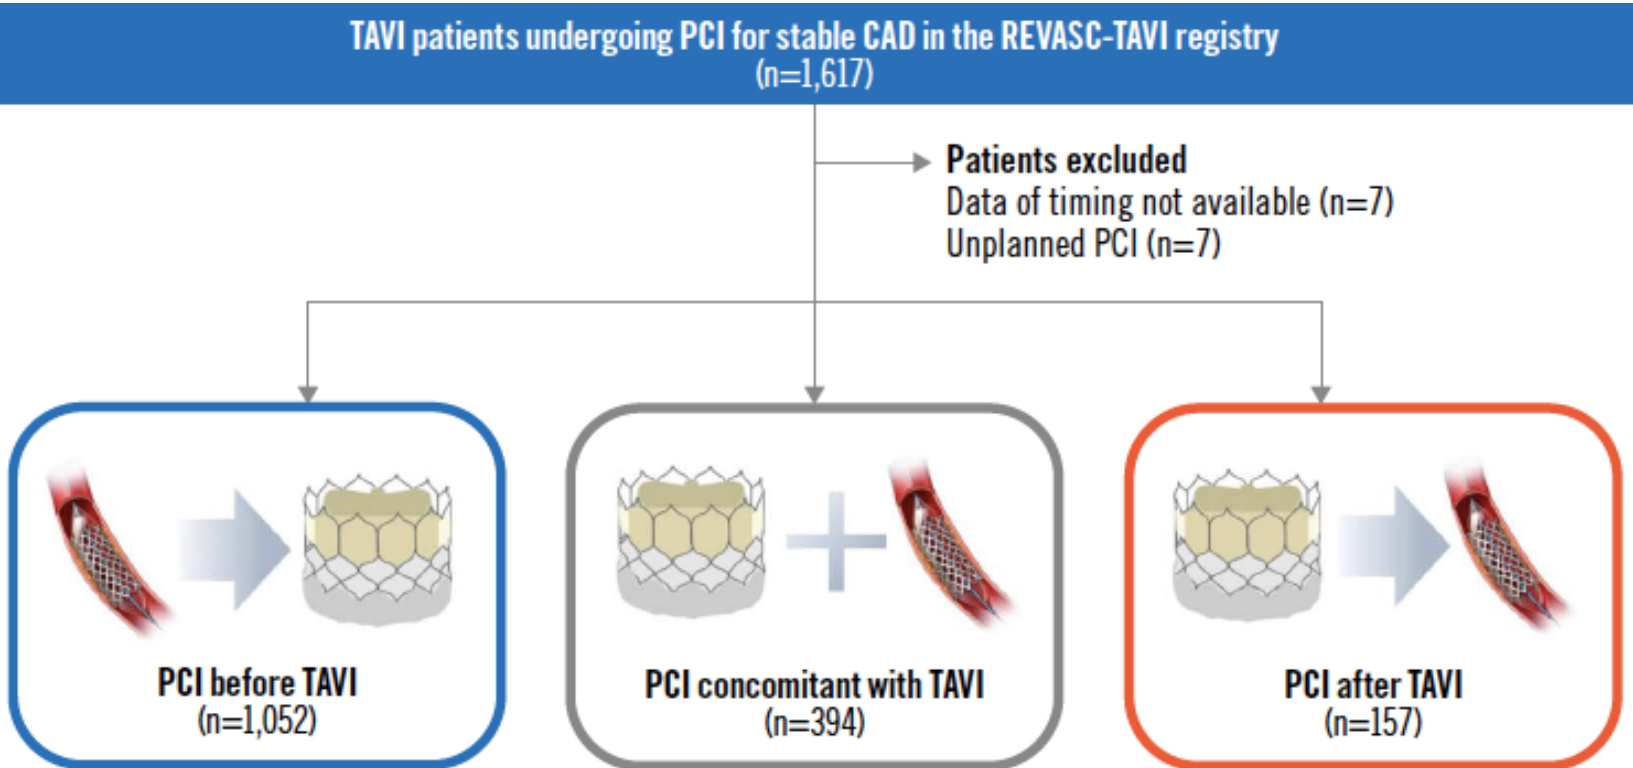 TAVI patients undergoing PCI for stable CAD in the REVASC-TAVI registry
(n=1,617)
Patients excluded
Data of timing not available (n=7)
Unplanned PCI (n=7)
PCI before TAVI
(n=1,052)
PCI concomitant with TAVI
(n=394)
PCI after TAVI
(n=157)